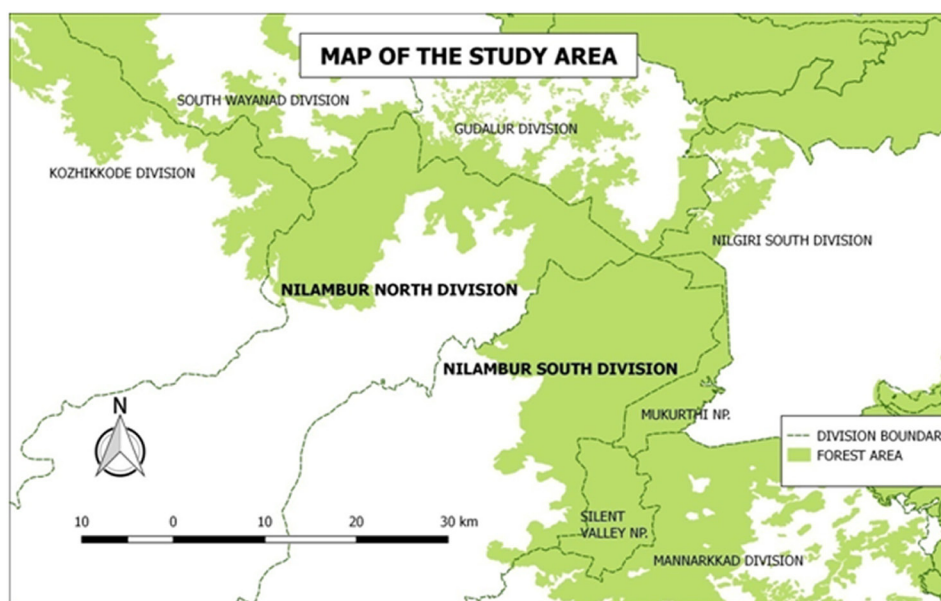 MAP OF THE STUDY AREA
SOUTH WAYANAD DIVISION
GUDALUR DIVISION
KOZHIKKODE DIVISION
NILGIRI SOUTH DIVISION
NILAMBUR NORTH DIVISION
NILAMBUR SOUTH DIVISION
MUKURTHI NP.
N
DIVISION BOUNDAR
FOREST AREA
10 0 10 20 30 km
SILENT
VALLEY NP.
MANNARKKAD DIVISION